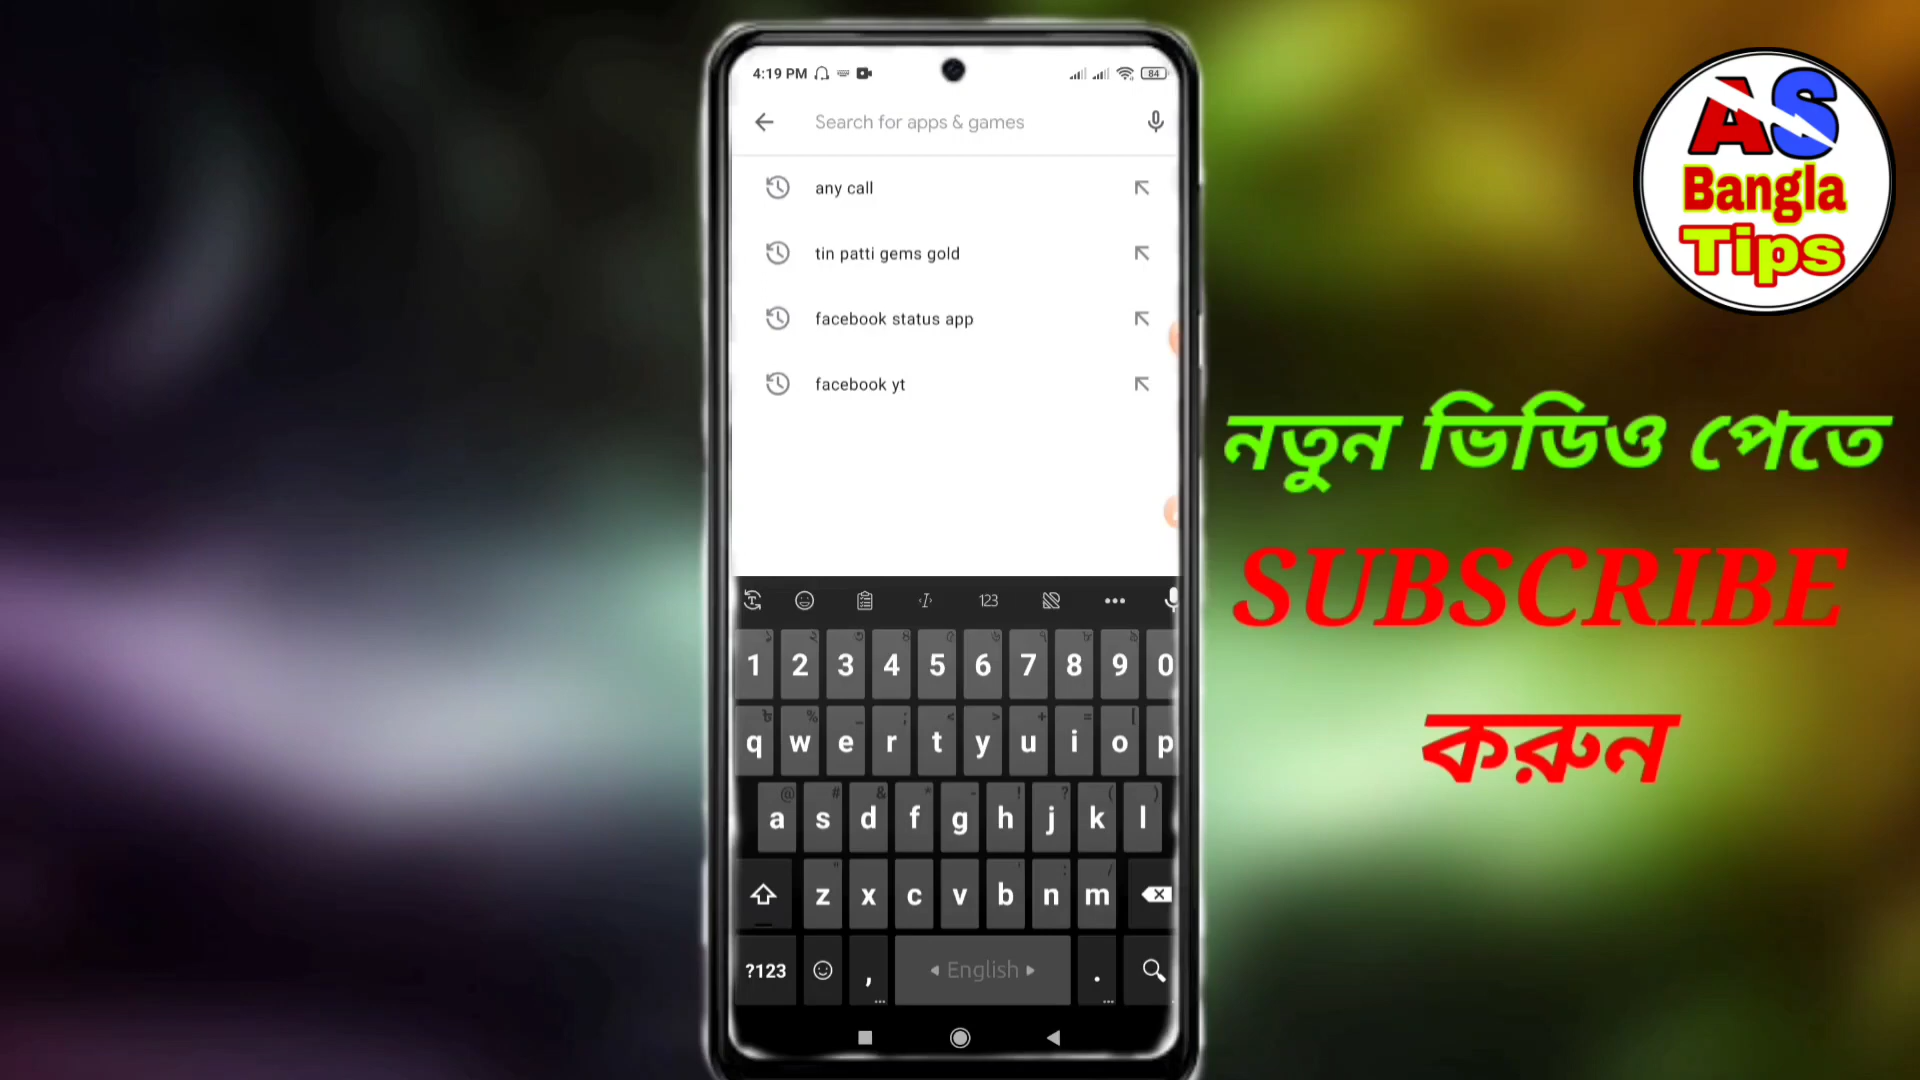 4:19 PM
84
Search for apps & games
any call
tin patti gems gold
facebook status app
facebook yt
123
1 2 3 4 5 6 7 8 9 0
q w e r t y u i o p
a s d f g h j k l
z x c v b n m
?123 , English .
AS
Bangla
Tips
নতুন ভিডিও পেতে
SUBSCRIBE
করুন